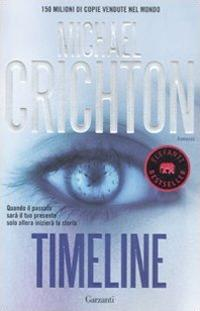 150 MILIONI DI COPIE VENDUTE NEL MONDO
MICHAEL
CRICHTON
Romanzo
ELEFANTI
BESTSELLER
Quando il passato
sarà il tuo presente
solo allora inizierà la storia
TIMELINE
Garzanti